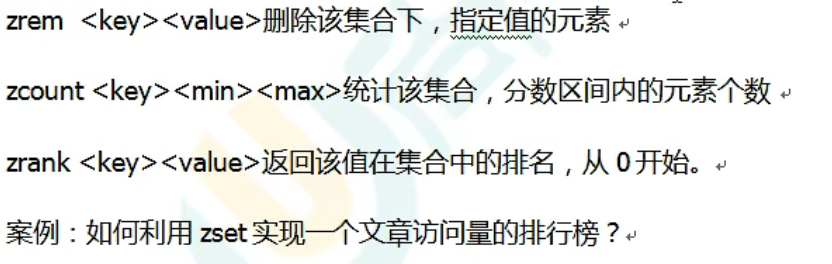 zrem  <key><value>删除该集合下，指定值的元素
zcount <key><min><max>统计该集合，分数区间内的元素个数
zrank <key><value>返回该值在集合中的排名，从 0 开始。
案例：如何利用 zset 实现一个文章访问量的排行榜？